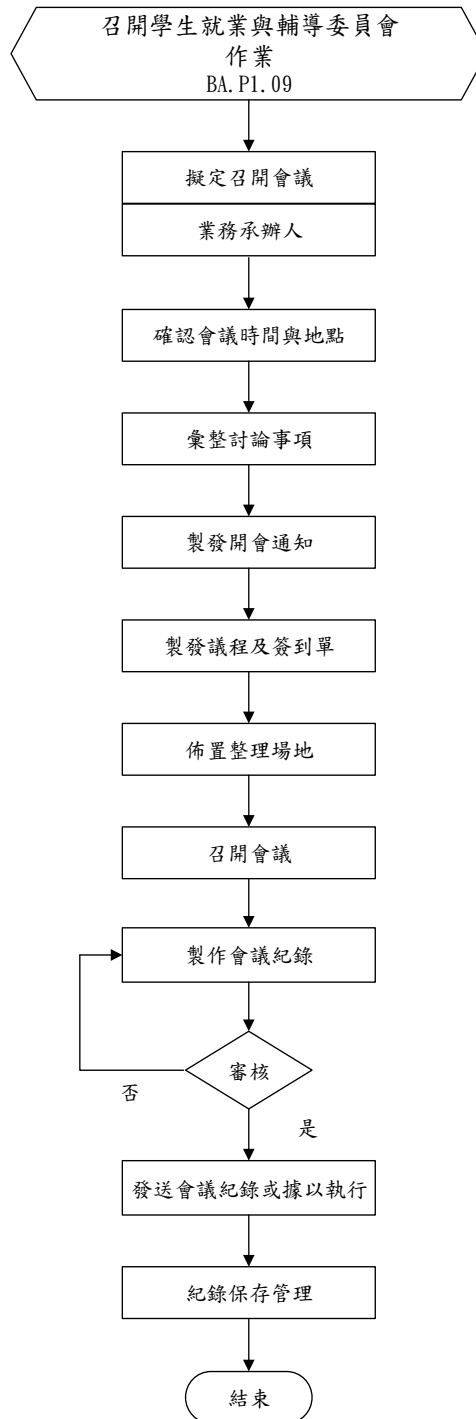 召開學生就業與輔導委員會
作業
BA.P1.09
擬定召開會議
業務承辦人
確認會議時間與地點
彙整討論事項
製發開會通知
製發議程及簽到單
佈置整理場地
召開會議
製作會議紀錄
審核
否
是
發送會議紀錄或據以執行
紀錄保存管理
結束